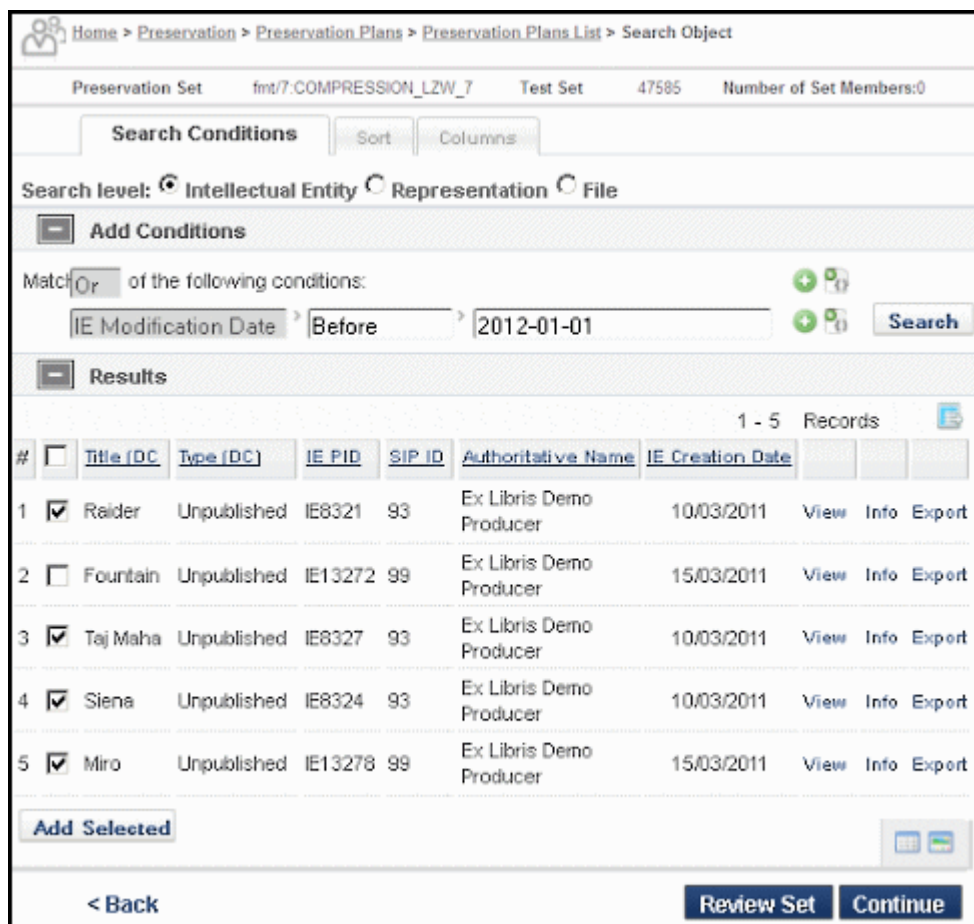 Home > Preservation > Preservation Plans > Preservation Plans List > Search Object
Preservation Set fmt/7:COMPRESSION_LZW_7 Test Set 47585 Number of Set Members:0
Search Conditions Sort Columns
Search level: Intellectual Entity Representation File
Add Conditions
Match Or of the following conditions:
IE Modification Date Before 2012-01-01 Search
Results
1 - 5 Records
# Title (DC Type (DC) IE PID SIP ID Authoritative Name IE Creation Date
1 Raider Unpublished IE8321 93 Ex Libris Demo Producer 10/03/2011 View Info Export
2 Fountain Unpublished IE13272 99 Ex Libris Demo Producer 15/03/2011 View Info Export
3 Taj Maha Unpublished IE8327 93 Ex Libris Demo Producer 10/03/2011 View Info Export
4 Siena Unpublished IE8324 93 Ex Libris Demo Producer 10/03/2011 View Info Export
5 Miro Unpublished IE13278 99 Ex Libris Demo Producer 15/03/2011 View Info Export
Add Selected
< Back Review Set Continue